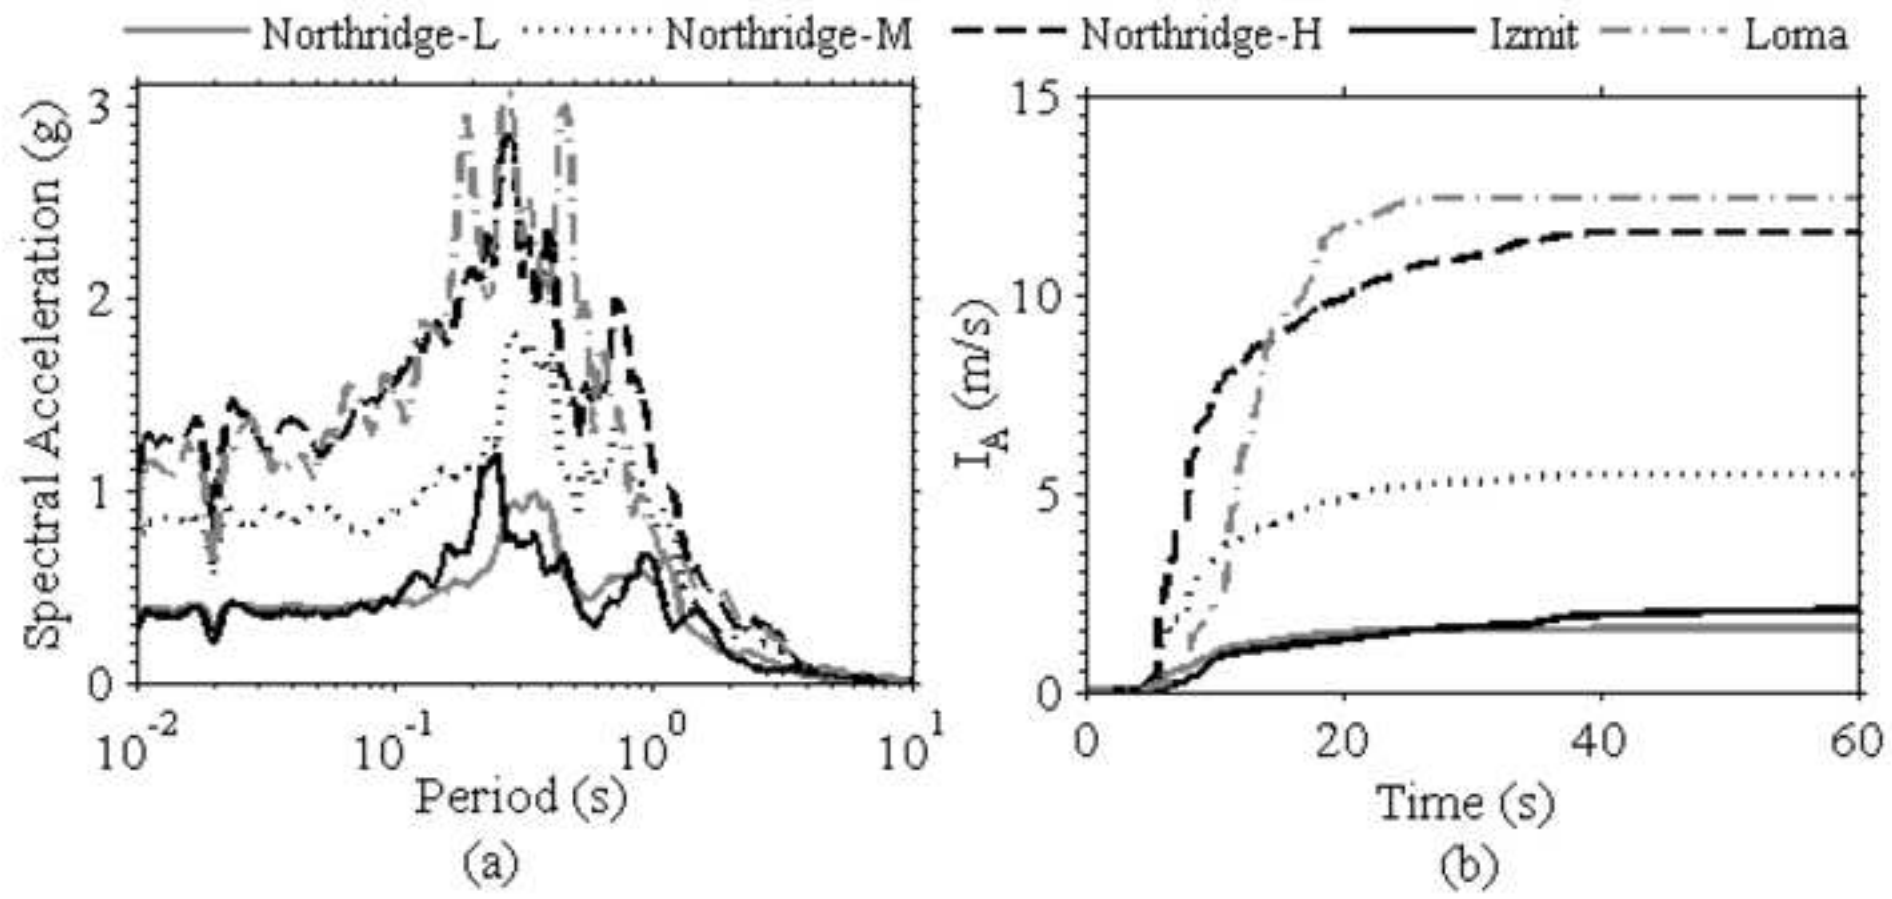 Northridge-L Northridge-M Northridge-H Izmit Loma
Spectral Acceleration (g)
3
2
1
0
10^-2 10^-1 10^0 10^1
Period (s)
(a)
I_A (m/s)
15
10
5
0
0 20 40 60
Time (s)
(b)